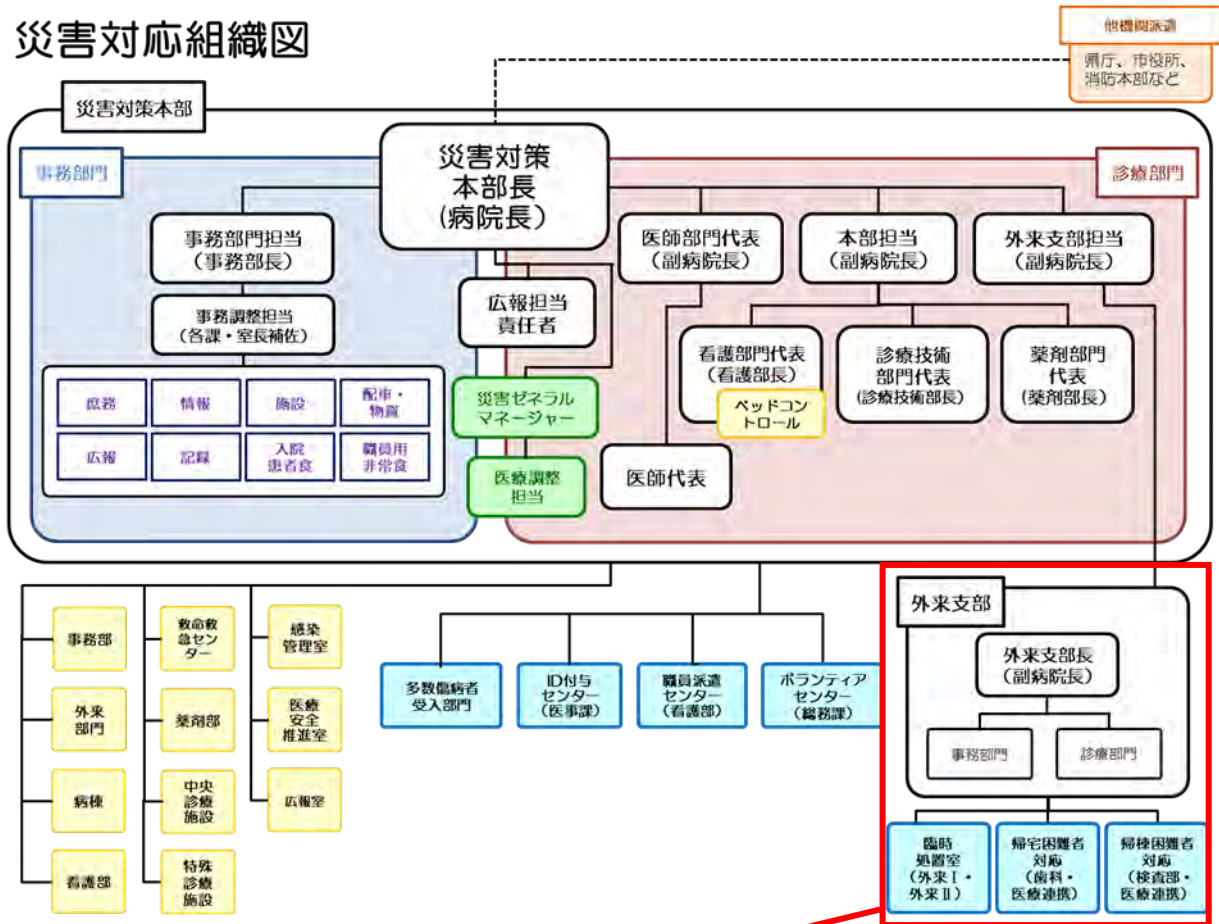 災害対応組織図
他機関派遣
県庁、市役所、
消防本部など
災害対策本部
災害対策
本部長
(病院長)
事務部門
診療部門
事務部門担当
(事務部長)
事務調整担当
(各課・室長補佐)
庶務
情報
施設
配車・
物資
広報
記録
入院
患者食
職員用
非常食
広報担当
責任者
災害ゼネラル
マネージャー
医療調整
担当
医師部門代表
(副病院長)
本部担当
(副病院長)
外来支部担当
(副病院長)
看護部門代表
(看護部長)
ベッドコン
トロール
診療技術
部門代表
(診療技術部長)
薬剤部門
代表
(薬剤部長)
医師代表
事務部
外来
部門
病棟
看護部
救命救
急セン
ター
薬剤部
中央
診療
施設
特殊
診療
施設
感染
管理室
医療
安全
推進室
広報室
多数傷病者
受入部門
ID付与
センター
(医事課)
職員派遣
センター
(看護部)
ボランティア
センター
(総務課)
外来支部
外来支部長
(副病院長)
事務部門
診療部門
臨時
処置室
(外来Ⅰ・
外来Ⅱ)
帰宅困難者
対応
(歯科・
医療連携)
帰棟困難者
対応
(検査部・
医療連携)